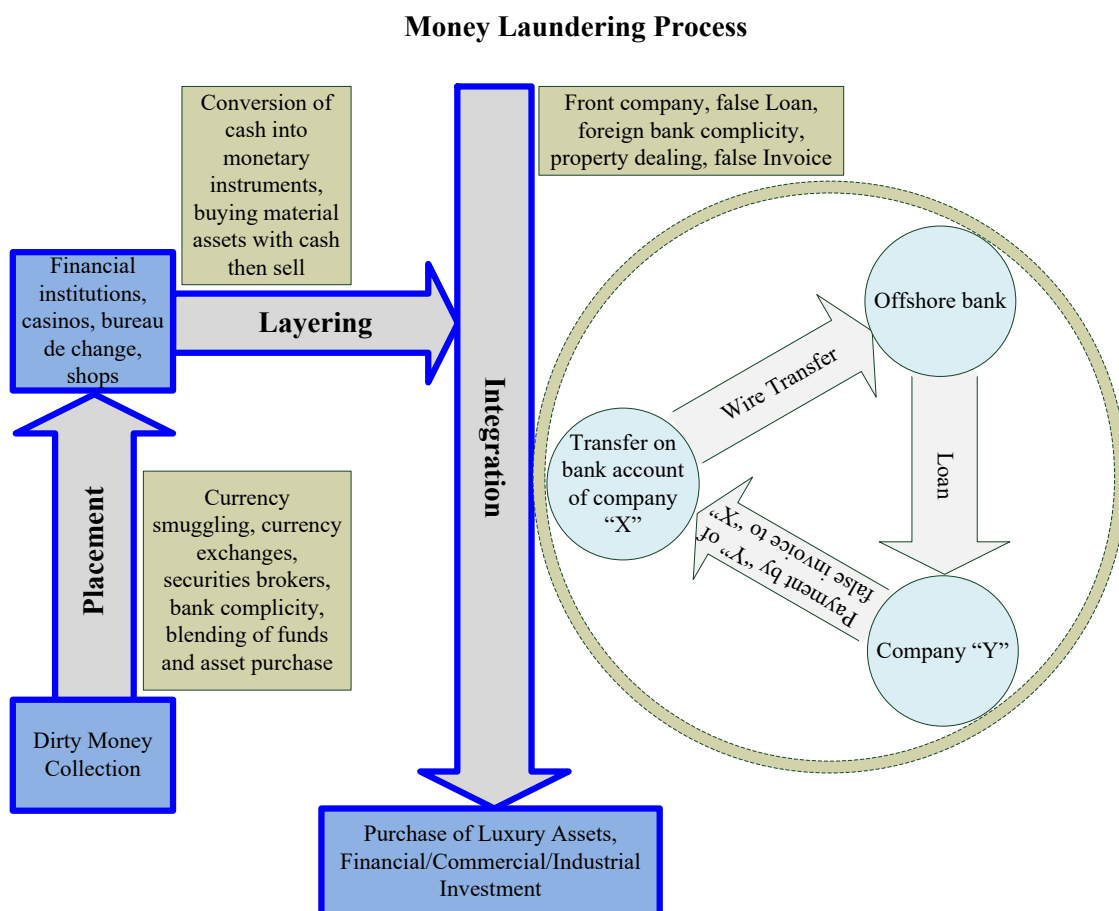 Money Laundering Process
Conversion of
cash into
monetary
instruments,
buying material
assets with cash
then sell
Front company, false Loan,
foreign bank complicity,
property dealing, false Invoice
Financial
institutions,
casinos, bureau
de change,
shops
Layering
Integration
Offshore bank
Wire Transfer
Transfer on
bank account
of company
“X”
Loan
Payment by “Y” of
false invoice to “X”
Company “Y”
Placement
Currency
smuggling, currency
exchanges,
securities brokers,
bank complicity,
blending of funds
and asset purchase
Dirty Money
Collection
Purchase of Luxury Assets,
Financial/Commercial/Industrial
Investment